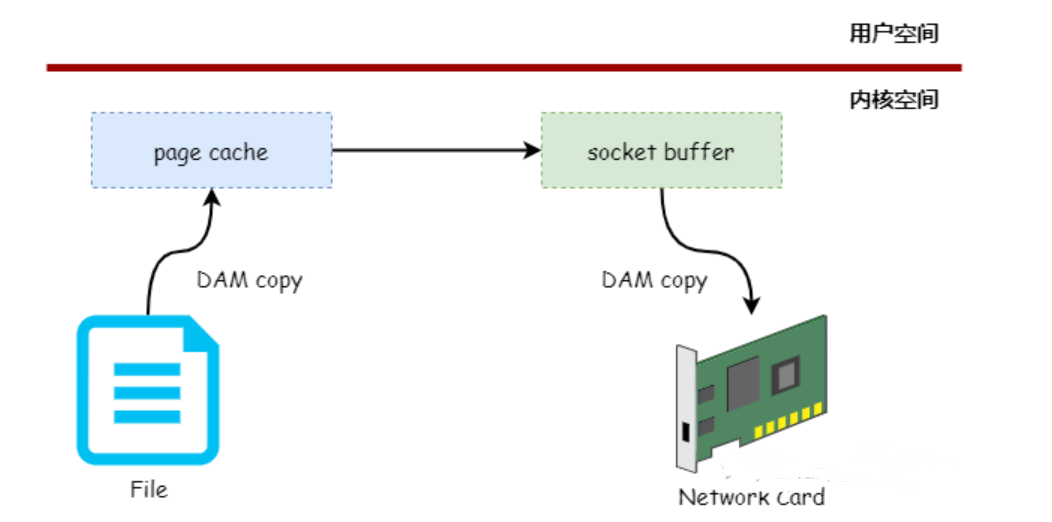 用户空间
内核空间
page cache
socket buffer
DAM copy
DAM copy
File
Network Card